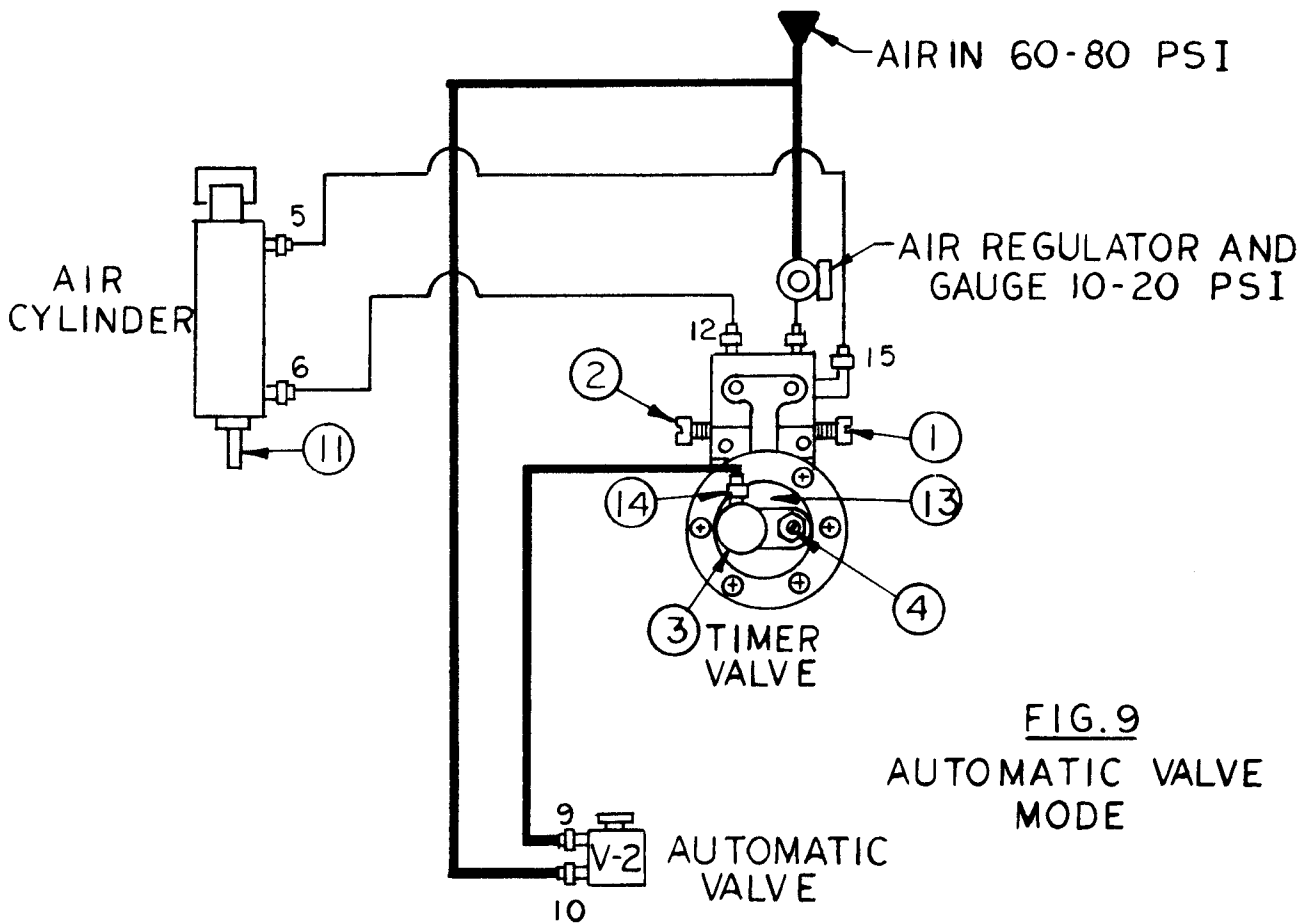 AIR IN 60-80 PSI
5
AIR
CYLINDER
AIR REGULATOR AND
GAUGE 10-20 PSI
12
15
6
2
1
11
14
13
3
4
TIMER
VALVE
FIG. 9
AUTOMATIC VALVE
MODE
9
V-2
AUTOMATIC
VALVE
10